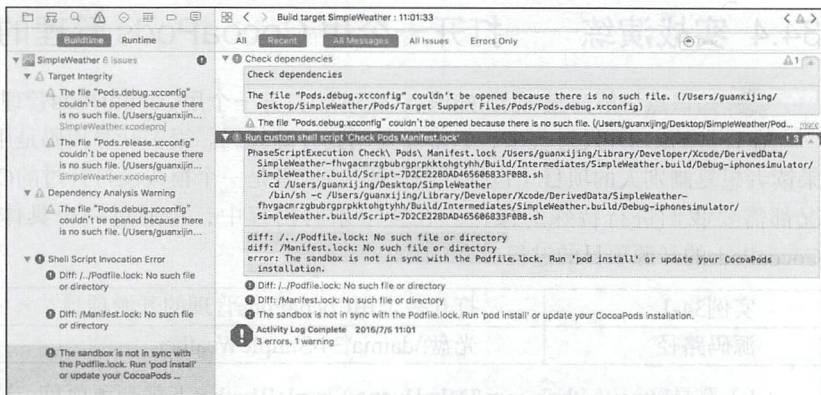 Build target SimpleWeather : 11:01:33
Buildtime Runtime
All Recent All Messages All Issues Errors Only
SimpleWeather 6 issues
Target Integrity
The file "Pods.debug.xcconfig"
couldn't be opened because there
is no such file. (/Users/guanxijin...
SimpleWeather.xcodeproj
The file "Pods.release.xcconfig"
couldn't be opened because there
is no such file. (/Users/guanxijin...
SimpleWeather.xcodeproj
Dependency Analysis Warning
The file "Pods.debug.xcconfig"
couldn't be opened because there
is no such file. (/Users/guanxijin...
Shell Script Invocation Error
Diff: /../Podfile.lock: No such file
or directory
Diff: /Manifest.lock: No such file
or directory
The sandbox is not in sync with
the Podfile.lock. Run 'pod install'
or update your CocoaPods ...
Check dependencies
1
Check dependencies
The file "Pods.debug.xcconfig" couldn't be opened because there is no such file. (/Users/guanxijing/
Desktop/SimpleWeather/Pods/Target Support Files/Pods/Pods.debug.xcconfig)
The file "Pods.debug.xcconfig" couldn't be opened because there is no such file. (/Users/guanxijing/Desktop/SimpleWeather/Pod... more
Run custom shell script 'Check Pods Manifest.lock'
3
PhaseScriptExecution Check\ Pods\ Manifest.lock /Users/guanxijing/Library/Developer/Xcode/DerivedData/
SimpleWeather-fhvgacmrzgbubrgprpkktohgtyhh/Build/Intermediates/SimpleWeather.build/Debug-iphonesimulator/
SimpleWeather.build/Script-7D2CE228DAD465606833F0BB.sh
cd /Users/guanxijing/Desktop/SimpleWeather
/bin/sh -c /Users/guanxijing/Library/Developer/Xcode/DerivedData/SimpleWeather-
fhvgacmrzgbubrgprpkktohgtyhh/Build/Intermediates/SimpleWeather.build/Debug-iphonesimulator/
SimpleWeather.build/Script-7D2CE228DAD465606833F0BB.sh
diff: /../Podfile.lock: No such file or directory
diff: /Manifest.lock: No such file or directory
error: The sandbox is not in sync with the Podfile.lock. Run 'pod install' or update your CocoaPods
installation.
Diff: /../Podfile.lock: No such file or directory
Diff: /Manifest.lock: No such file or directory
The sandbox is not in sync with the Podfile.lock. Run 'pod install' or update your CocoaPods installation.
Activity Log Complete 2016/7/5 11:01
3 errors, 1 warning